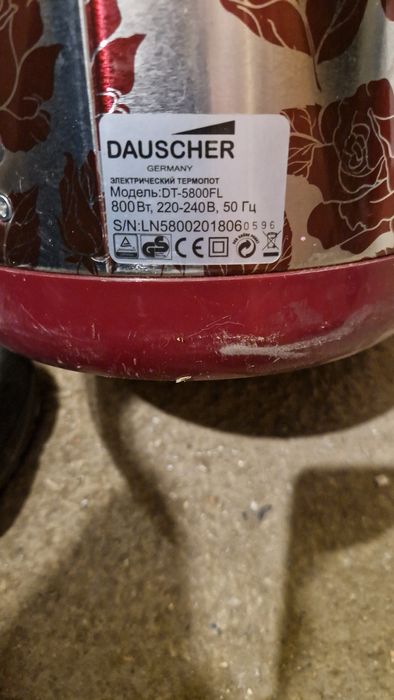 DAUSCHER
GERMANY
ЭЛЕКТРИЧЕСКИЙ ТЕРМОПОТ
Модель:DT-5800FL
800Вт, 220-240В, 50 Гц
S/N:LN5800201806 0596